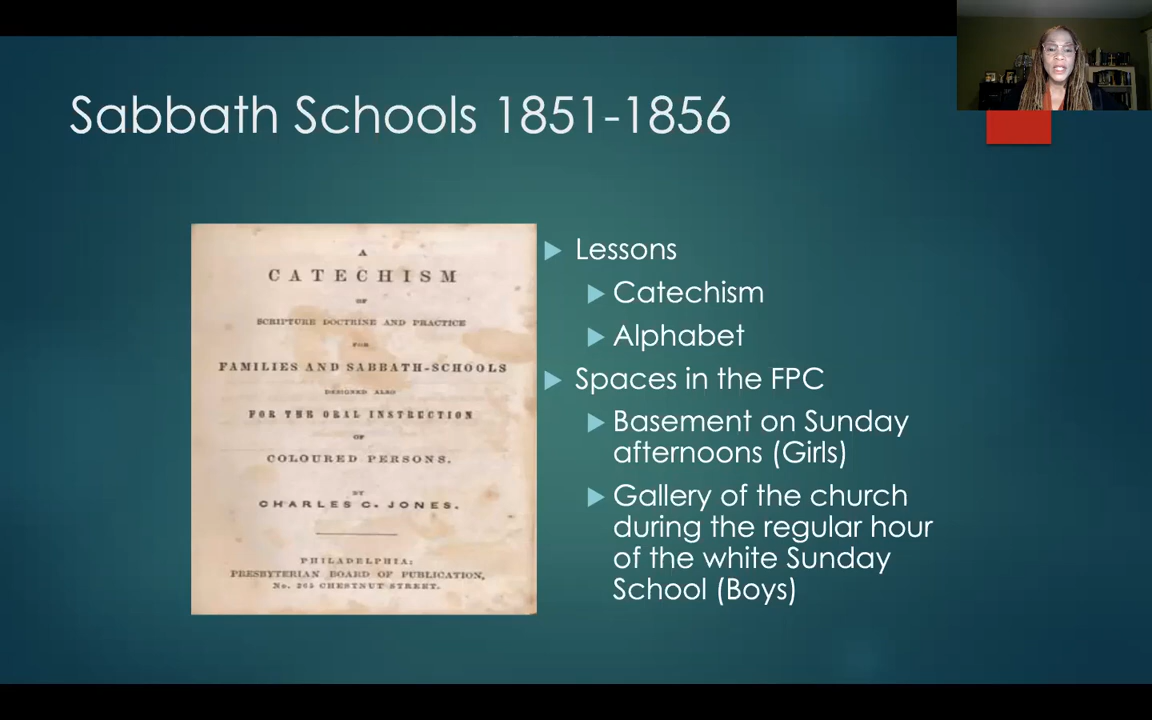 Sabbath Schools 1851-1856
A
CATECHISM
OF
SCRIPTURE DOCTRINE AND PRACTICE
FOR
FAMILIES AND SABBATH-SCHOOLS
DESIGNED ALSO
FOR THE ORAL INSTRUCTION
OF
COLOURED PERSONS.
BY
CHARLES C. JONES.
PHILADELPHIA:
PRESBYTERIAN BOARD OF PUBLICATION,
No. 265 CHESTNUT STREET.
Lessons
Catechism
Alphabet
Spaces in the FPC
Basement on Sunday
afternoons (Girls)
Gallery of the church
during the regular hour
of the white Sunday
School (Boys)